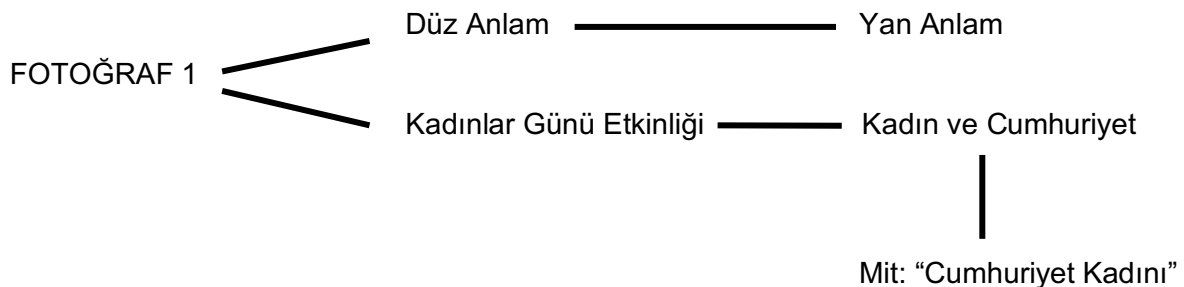 Düz Anlam Yan Anlam
FOTOĞRAF 1
Kadınlar Günü Etkinliği Kadın ve Cumhuriyet
Mit: “Cumhuriyet Kadını”